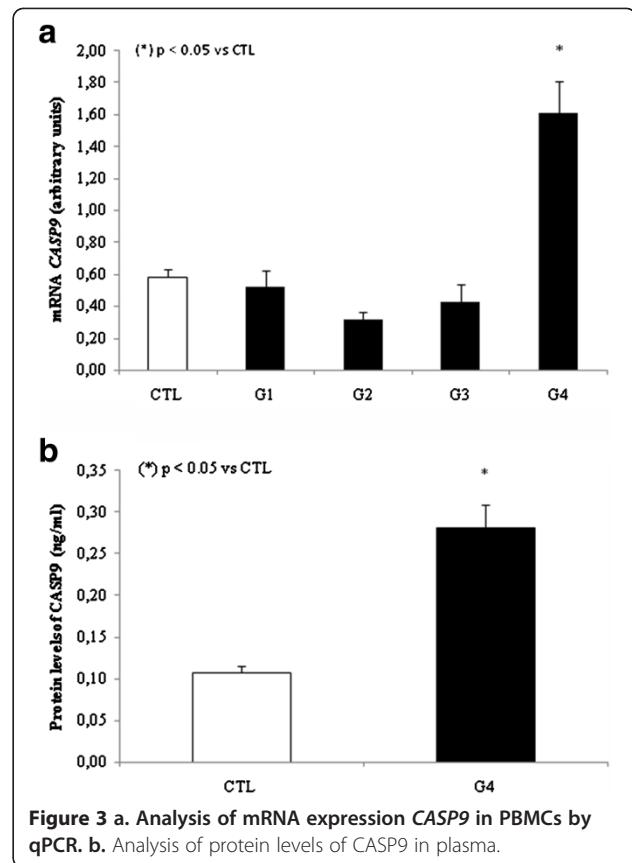 a
2,00
(*) p < 0.05 vs CTL
*
1,80
1,60
1,40
1,20
1,00
0,80
0,60
0,40
0,20
0,00
mRNA CASP9 (arbitrary units)
CTL G1 G2 G3 G4
b
0,35
(*) p < 0.05 vs CTL
*
0,30
0,25
0,20
0,15
0,10
0,05
0,00
Protein levels of CASP9 (ng/ml)
CTL G4
Figure 3 a. Analysis of mRNA expression CASP9 in PBMCs by
qPCR. b. Analysis of protein levels of CASP9 in plasma.